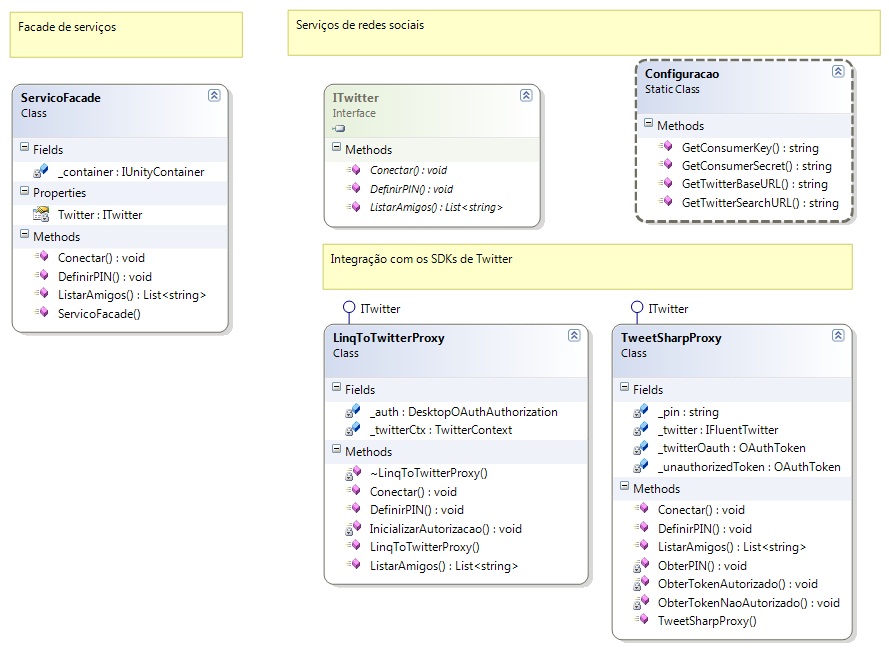 Facade de serviços
ServicoFacade
Class
Fields
_container : IUnityContainer
Properties
Twitter : ITwitter
Methods
Conectar() : void
DefinirPIN() : void
ListarAmigos() : List<string>
ServicoFacade()
Serviços de redes sociais
ITwitter
Interface
Methods
Conectar() : void
DefinirPIN() : void
ListarAmigos() : List<string>
Configuracao
Static Class
Methods
GetConsumerKey() : string
GetConsumerSecret() : string
GetTwitterBaseURL() : string
GetTwitterSearchURL() : string
Integração com os SDKs de Twitter
ITwitter
LinqToTwitterProxy
Class
Fields
_auth : DesktopOAuthAuthorization
_twitterCtx : TwitterContext
Methods
~LinqToTwitterProxy()
Conectar() : void
DefinirPIN() : void
InicializarAutorizacao() : void
LinqToTwitterProxy()
ListarAmigos() : List<string>
ITwitter
TweetSharpProxy
Class
Fields
_pin : string
_twitter : IFluentTwitter
_twitterOauth : OAuthToken
_unauthorizedToken : OAuthToken
Methods
Conectar() : void
DefinirPIN() : void
ListarAmigos() : List<string>
ObterPIN() : void
ObterTokenAutorizado() : void
ObterTokenNaoAutorizado() : void
TweetSharpProxy()